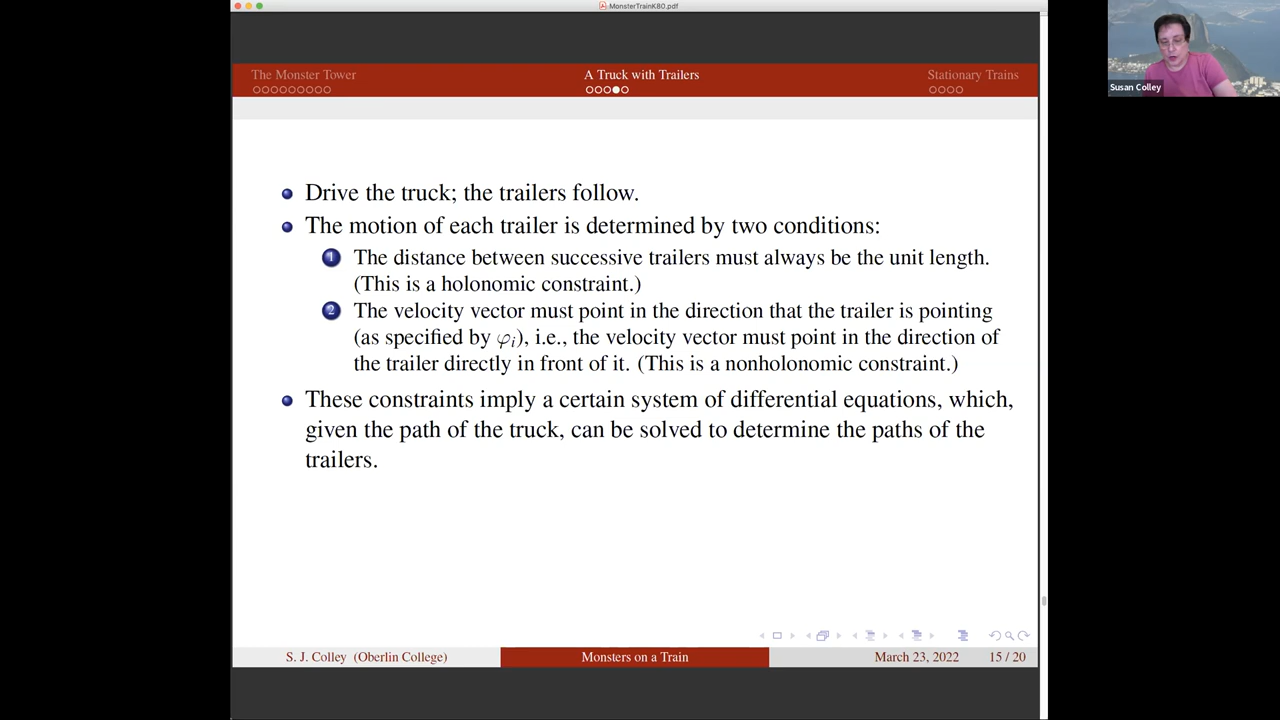 MonsterTrainK80.pdf
The Monster Tower
A Truck with Trailers
Stationary Trains
Susan Colley
Drive the truck; the trailers follow.
The motion of each trailer is determined by two conditions:
1 The distance between successive trailers must always be the unit length.
(This is a holonomic constraint.)
2 The velocity vector must point in the direction that the trailer is pointing
(as specified by φᵢ), i.e., the velocity vector must point in the direction of
the trailer directly in front of it. (This is a nonholonomic constraint.)
These constraints imply a certain system of differential equations, which,
given the path of the truck, can be solved to determine the paths of the
trailers.
S. J. Colley (Oberlin College)
Monsters on a Train
March 23, 2022
15 / 20